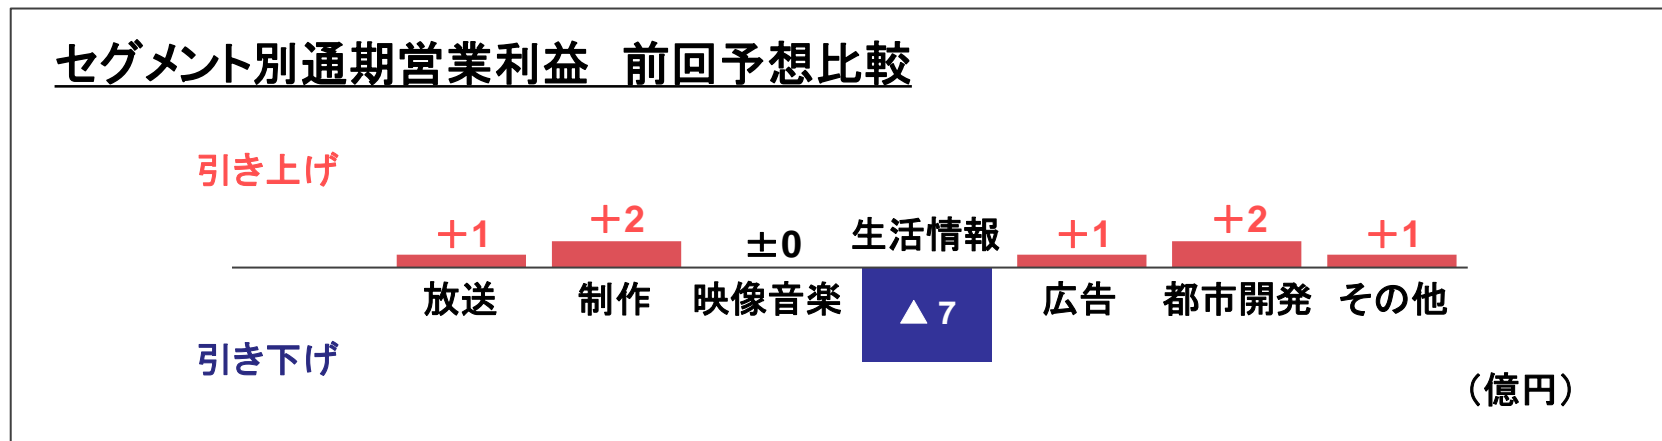 セグメント別通期営業利益　前回予想比較
引き上げ
＋1
＋2
±0
生活情報
＋1
＋2
＋1
放送
制作
映像音楽
▲ 7
広告
都市開発
その他
引き下げ
（億円）